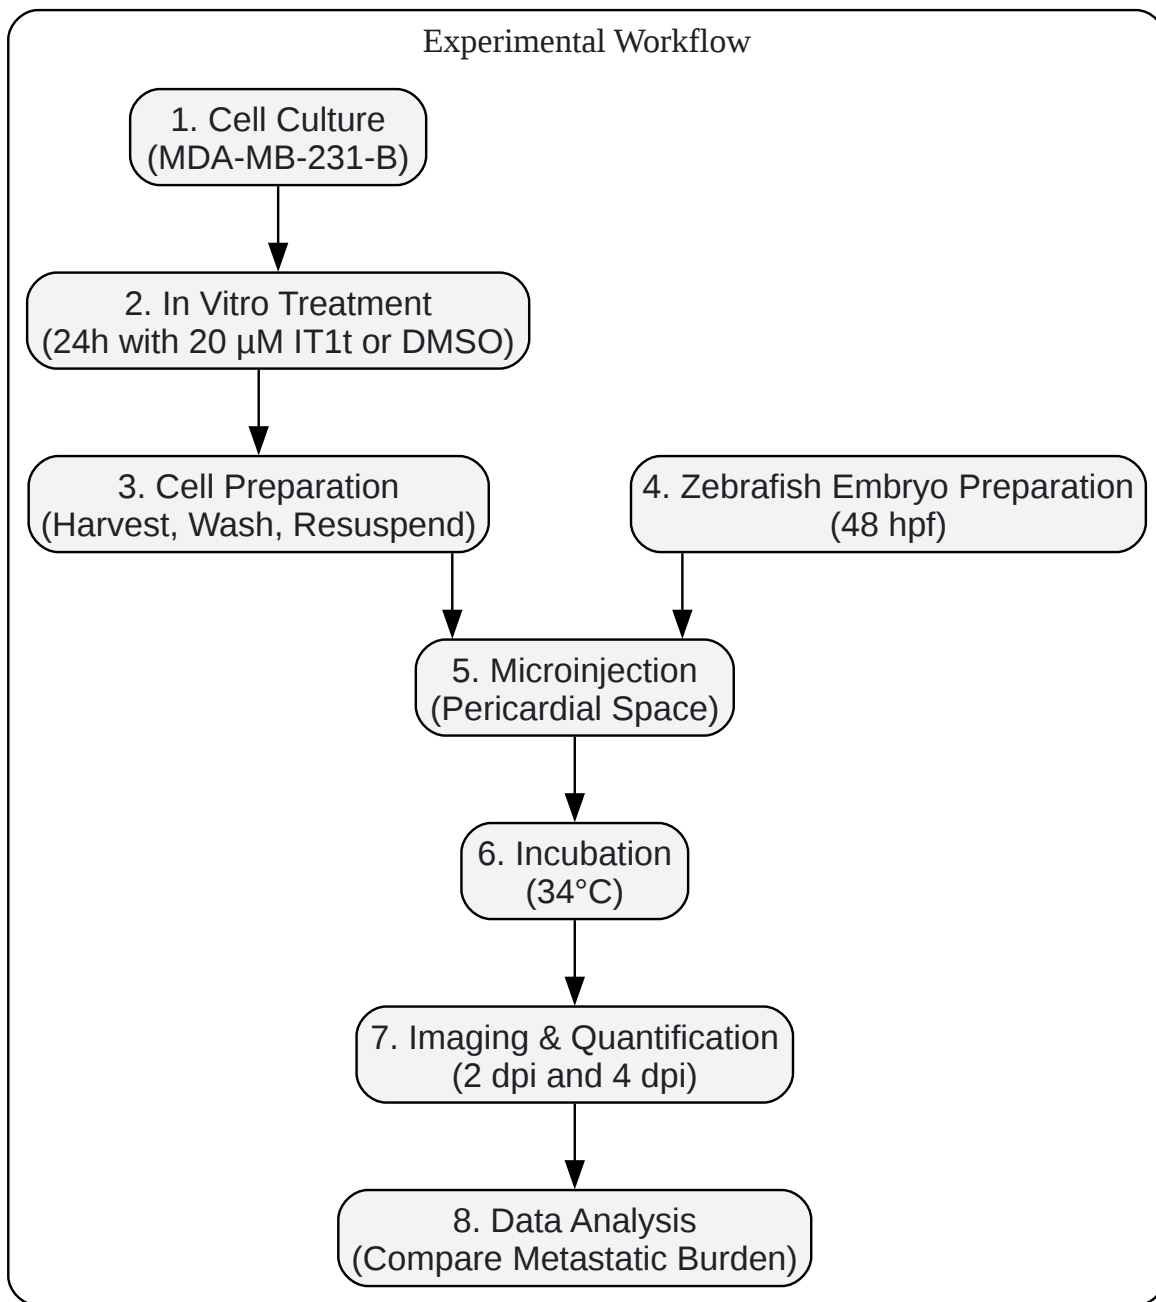 Experimental Workflow
1. Cell Culture
(MDA-MB-231-B)
2. In Vitro Treatment
(24h with 20 µM IT1t or DMSO)
3. Cell Preparation
(Harvest, Wash, Resuspend)
4. Zebrafish Embryo Preparation
(48 hpf)
5. Microinjection
(Pericardial Space)
6. Incubation
(34°C)
7. Imaging & Quantification
(2 dpi and 4 dpi)
8. Data Analysis
(Compare Metastatic Burden)